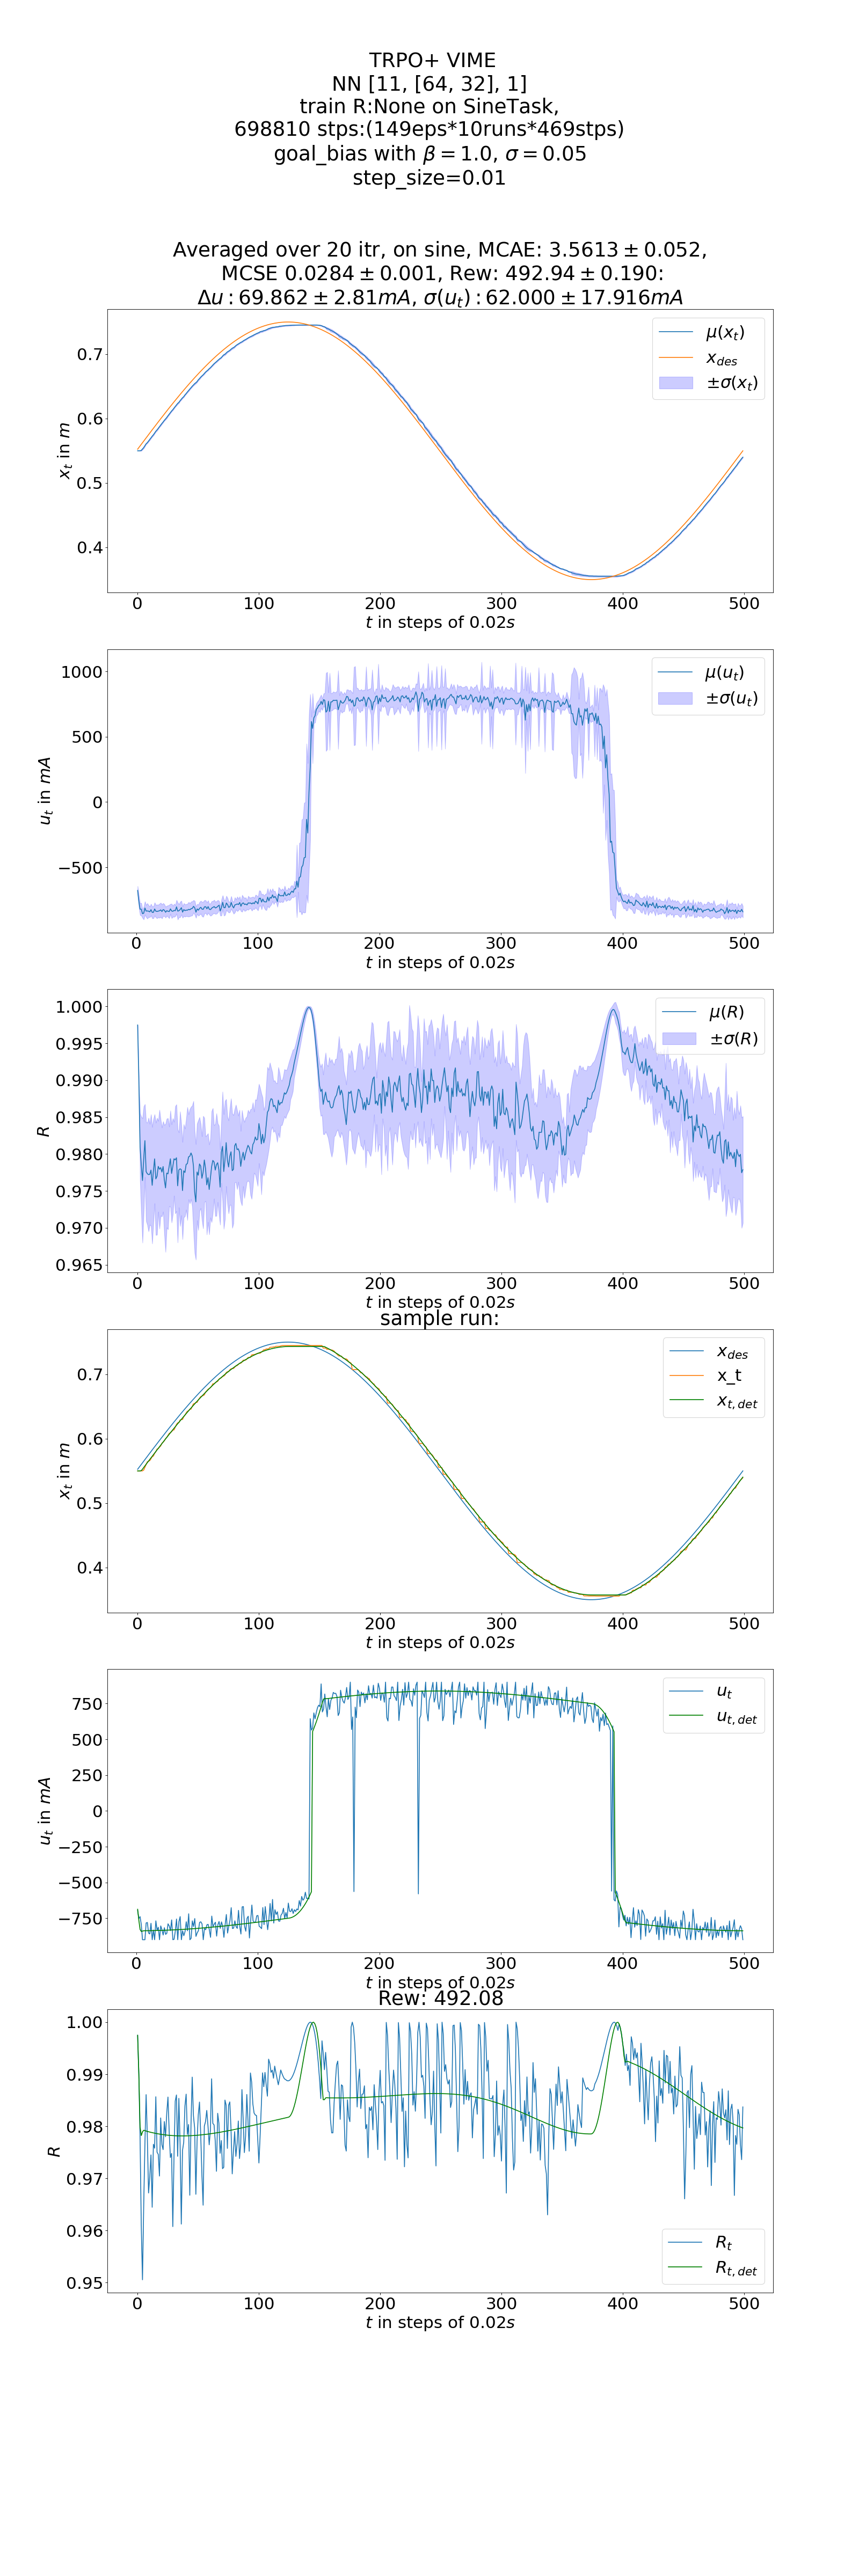 TRPO+ VIME
NN [11, [64, 32], 1]
train R:None on SineTask,
698810 stps:(149eps*10runs*469stps)
goal_bias with β = 1.0, σ = 0.05
step_size=0.01
Averaged over 20 itr, on sine, MCAE: 3.5613 ± 0.052,
MCSE 0.0284 ± 0.001, Rew: 492.94 ± 0.190:
Δu : 69.862 ± 2.81mA, σ(u_t) : 62.000 ± 17.916mA
μ(x_t)
x_des
±σ(x_t)
0.7
0.6
0.5
0.4
x_t in m
0 100 200 300 400 500
t in steps of 0.02s
μ(u_t)
±σ(u_t)
1000
500
0
−500
u_t in mA
0 100 200 300 400 500
t in steps of 0.02s
μ(R)
±σ(R)
1.000
0.995
0.990
0.985
0.980
0.975
0.970
0.965
R
0 100 200 300 400 500
t in steps of 0.02s
sample run:
x_des
x_t
x_t,det
0.7
0.6
0.5
0.4
x_t in m
0 100 200 300 400 500
t in steps of 0.02s
u_t
u_t,det
750
500
250
0
−250
−500
−750
u_t in mA
0 100 200 300 400 500
t in steps of 0.02s
Rew: 492.08
1.00
0.99
0.98
0.97
0.96
0.95
R
R_t
R_t,det
0 100 200 300 400 500
t in steps of 0.02s